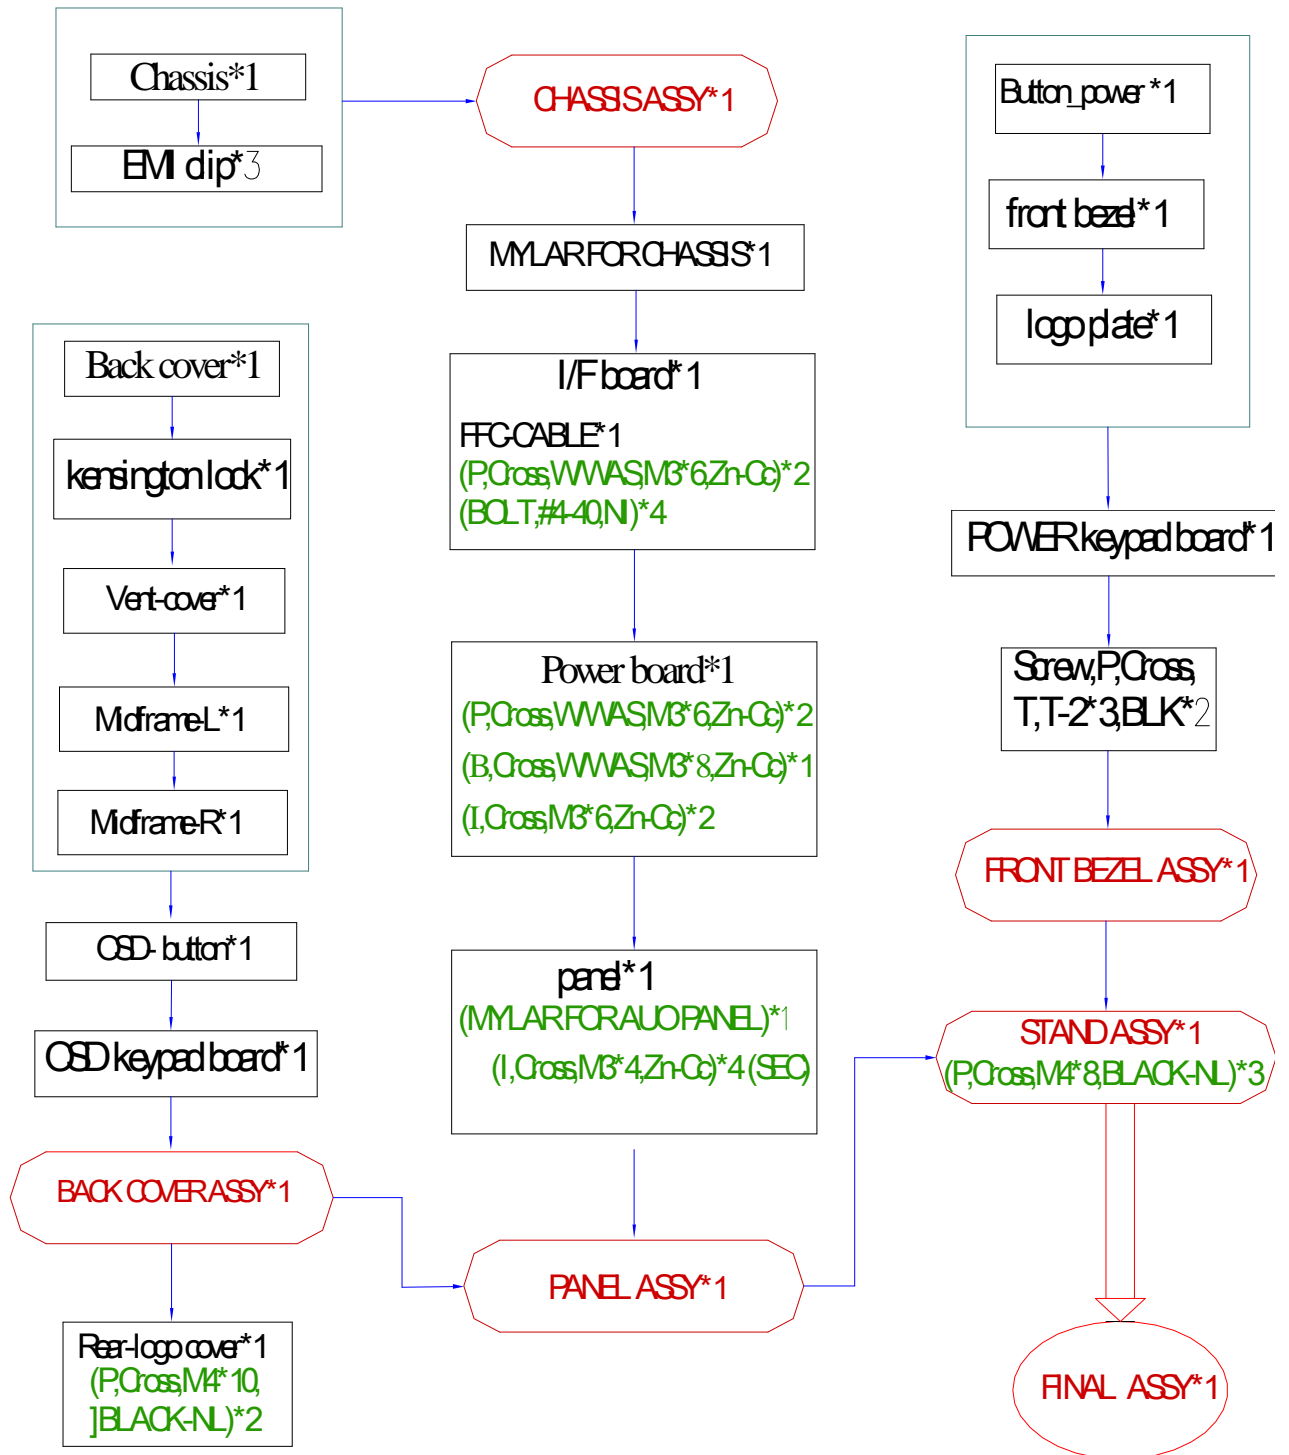 Chassis*1
EMI clip*3
CHASSIS ASSY*1
MYLAR FOR CHASSIS*1
I/F board*1
FFC-CABLE*1
(P,Cross,W/WAS,M3*6,Zn-Cc)*2
(BOLT,#4-40,NI)*4
Power board*1
(P,Cross,W/WAS,M3*6,Zn-Cc)*2
(B,Cross,W/WAS,M3*8,Zn-Cc)*1
(I,Cross,M3*6,Zn-Cc)*2
panel*1
(MYLAR FOR AUO PANEL)*1
(I,Cross,M3*4,Zn-Cc)*4 (SEC)
PANEL ASSY*1
Back cover*1
kensington lock*1
Vent-cover*1
Midframe-L*1
Midframe-R*1
OSD- button*1
OSD keypad board*1
BACK COVER ASSY*1
Rear-logo cover*1
(P,Cross,M4*10,
]BLACK-NL)*2
Button_power *1
front bezel*1
logo plate*1
POWER keypad board*1
Screw,P,Cross,
T,T-2*3,BLK*2
FRONT BEZEL ASSY*1
STAND ASSY*1
(P,Cross,M4*8,BLACK-NL)*3
FINAL ASSY*1